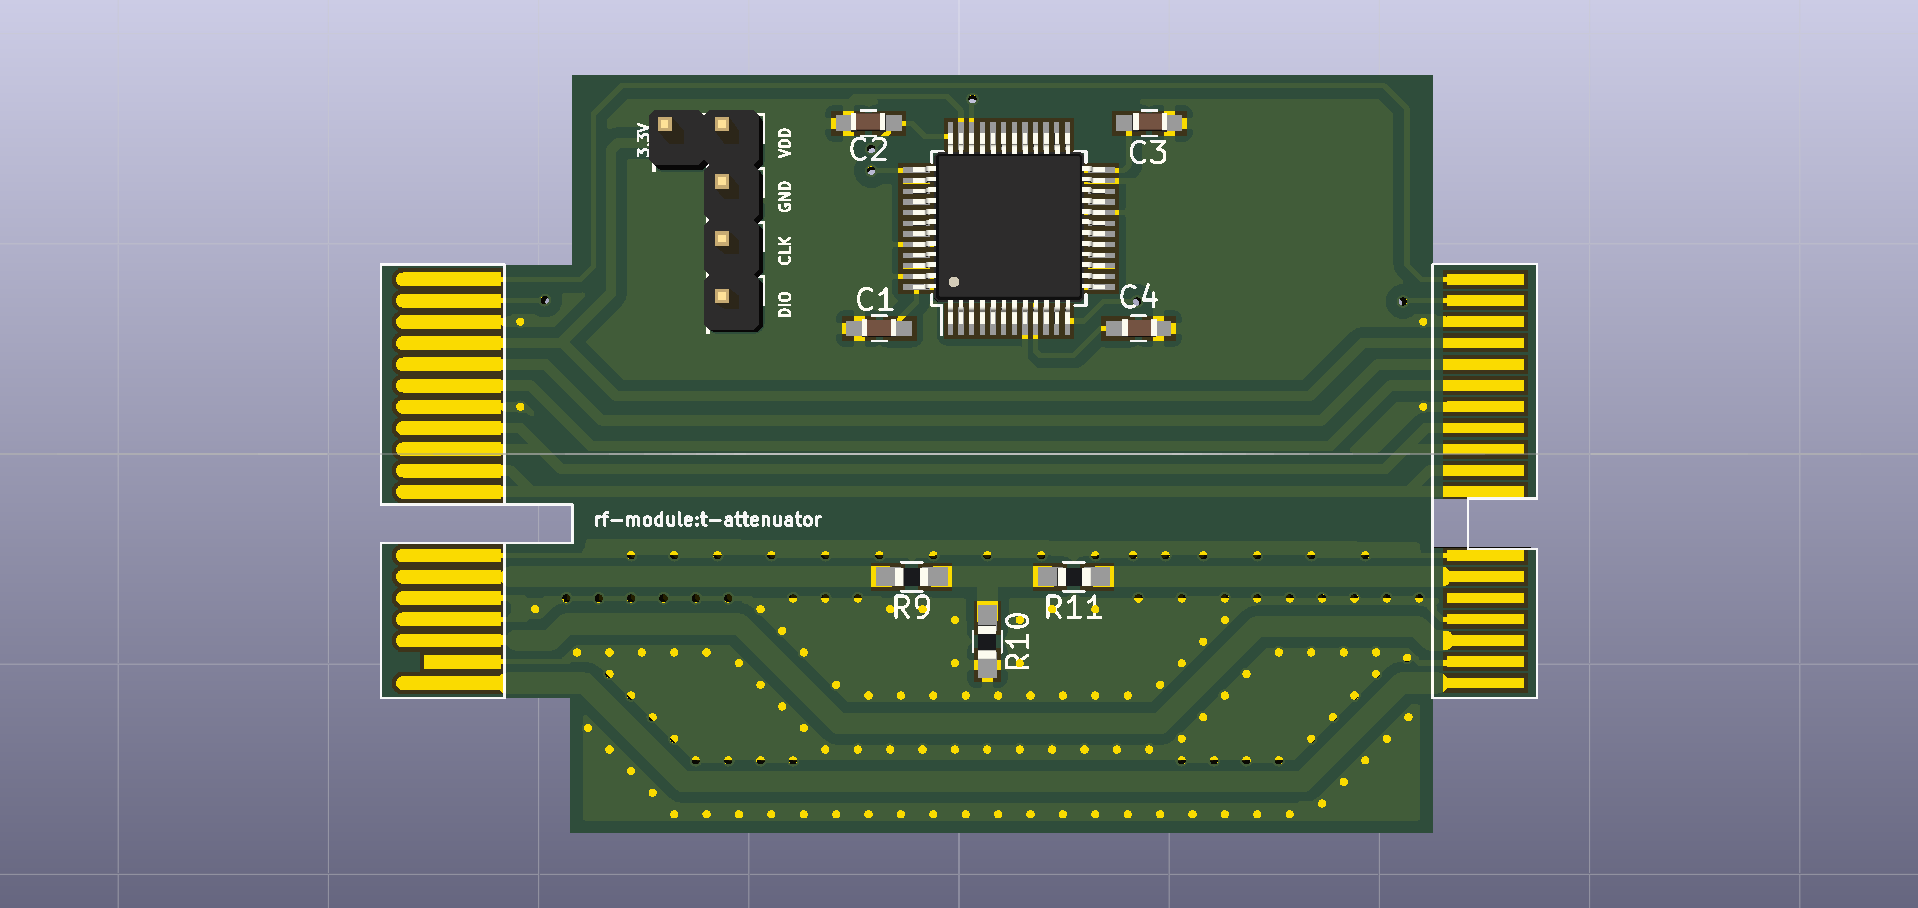 3.3V
VDD
GND
CLK
DIO
C2
C3
C1
C4
rf-module:t-attenuator
R9
R11
R10